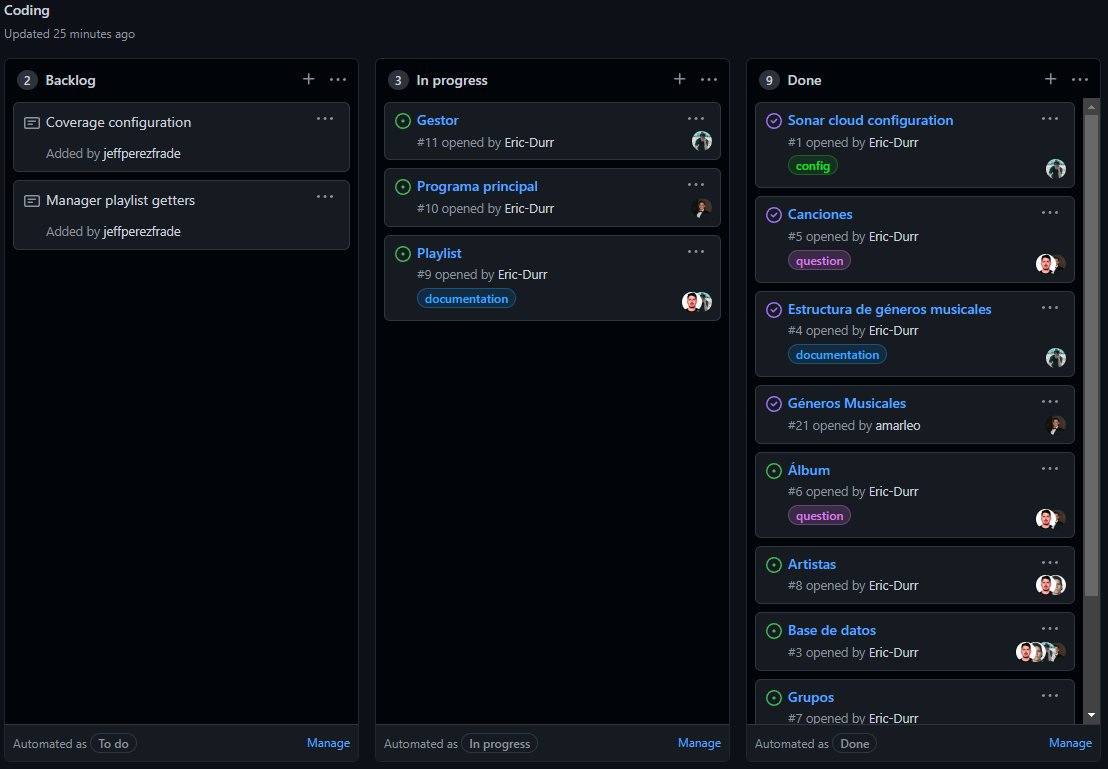 Coding
Updated 25 minutes ago
2 Backlog
Coverage configuration
Added by jeffperezfrade
Manager playlist getters
Added by jeffperezfrade
Automated as To do Manage
3 In progress
Gestor
#11 opened by Eric-Durr
Programa principal
#10 opened by Eric-Durr
Playlist
#9 opened by Eric-Durr
documentation
Automated as In progress Manage
9 Done
Sonar cloud configuration
#1 opened by Eric-Durr
config
Canciones
#5 opened by Eric-Durr
question
Estructura de géneros musicales
#4 opened by Eric-Durr
documentation
Géneros Musicales
#21 opened by amarleo
Álbum
#6 opened by Eric-Durr
question
Artistas
#8 opened by Eric-Durr
Base de datos
#3 opened by Eric-Durr
Grupos
#7 opened by Eric-Durr
Automated as Done Manage